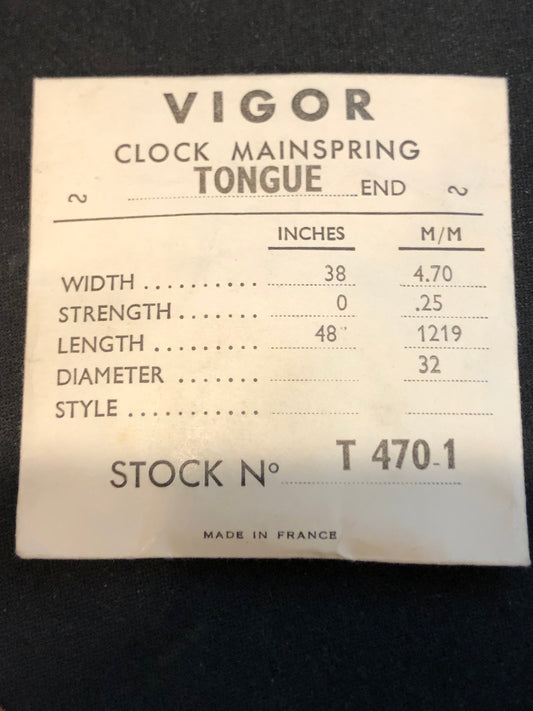 VIGOR
CLOCK MAINSPRING
~ TONGUE END ~
INCHES M/M
WIDTH .......... 38 4.70
STRENGTH ....... 0 .25
LENGTH ......... 48" 1219
DIAMETER ....... 32
STYLE ...........
STOCK Nº T 470-1
MADE IN FRANCE